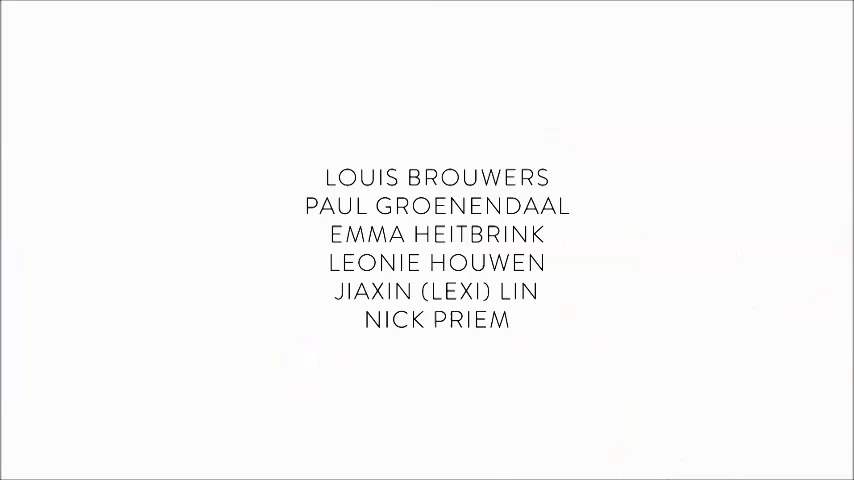 LOUIS BROUWERS
PAUL GROENENDAAL
EMMA HEITBRINK
LEONIE HOUWEN
JIAXIN (LEXI) LIN
NICK PRIEM